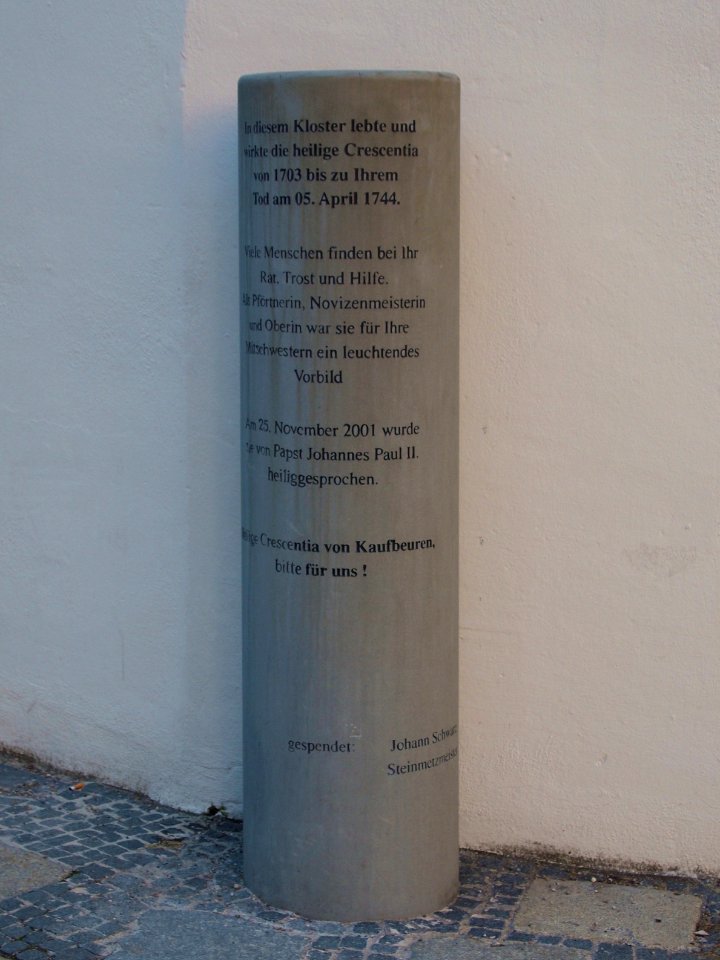 In diesem Kloster lebte und
wirkte die heilige Crescentia
von 1703 bis zu Ihrem
Tod am 05. April 1744.
Viele Menschen finden bei Ihr
Rat, Trost und Hilfe.
Als Pförtnerin, Novizenmeisterin
und Oberin war sie für Ihre
Mitschwestern ein leuchtendes
Vorbild
Am 25. November 2001 wurde
von Papst Johannes Paul II.
heiliggesprochen.
Heilige Crescentia von Kaufbeuren,
bitte für uns !
gespendet: Johann Schwarz
Steinmetzmeister